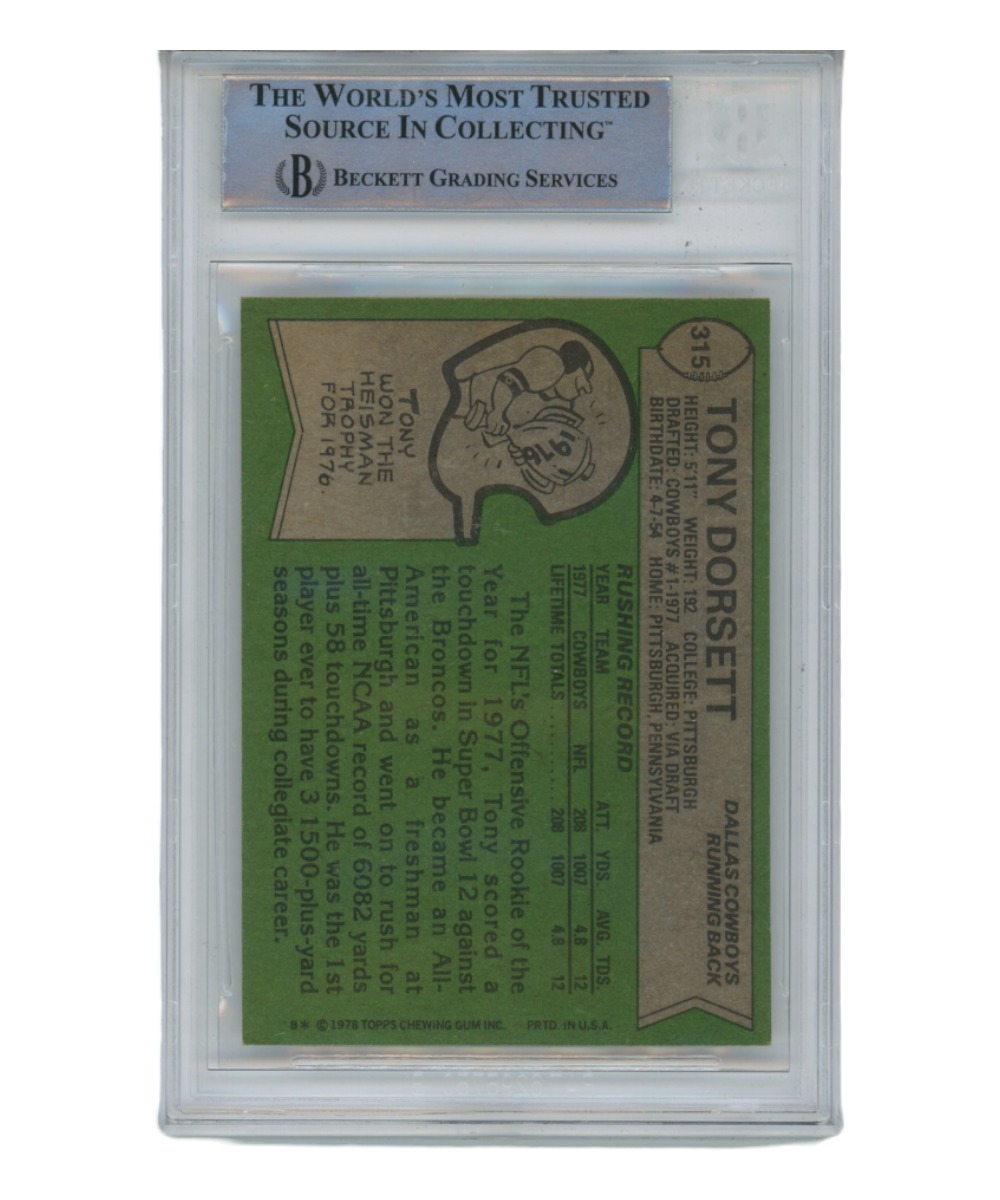 THE WORLD'S MOST TRUSTED
SOURCE IN COLLECTING™
B BECKETT GRADING SERVICES
315
TONY DORSETT
DALLAS COWBOYS
RUNNING BACK
HEIGHT: 5'11" WEIGHT: 192 COLLEGE: PITTSBURGH
DRAFTED: COWBOYS #1-1977 ACQUIRED: VIA DRAFT
BIRTHDATE: 4-7-54 HOME: PITTSBURGH, PENNSYLVANIA
1976
TONY
WON THE
HEISMAN
TROPHY
FOR 1976.
RUSHING RECORD
YEAR TEAM ATT. YDS. AVG. TDS.
1977 COWBOYS NFL 208 1007 4.8 12
LIFETIME TOTALS .......... 208 1007 4.8 12
The NFL's Offensive Rookie of the
Year for 1977, Tony scored a
touchdown in Super Bowl 12 against
the Broncos. He became an All-
American as a freshman at
Pittsburgh and went on to rush for
all-time NCAA record of 6082 yards
plus 58 touchdowns. He was the 1st
player ever to have 3 1500-plus-yard
seasons during collegiate career.
B* ©1978 TOPPS CHEWING GUM INC. PRTD. IN U.S.A.